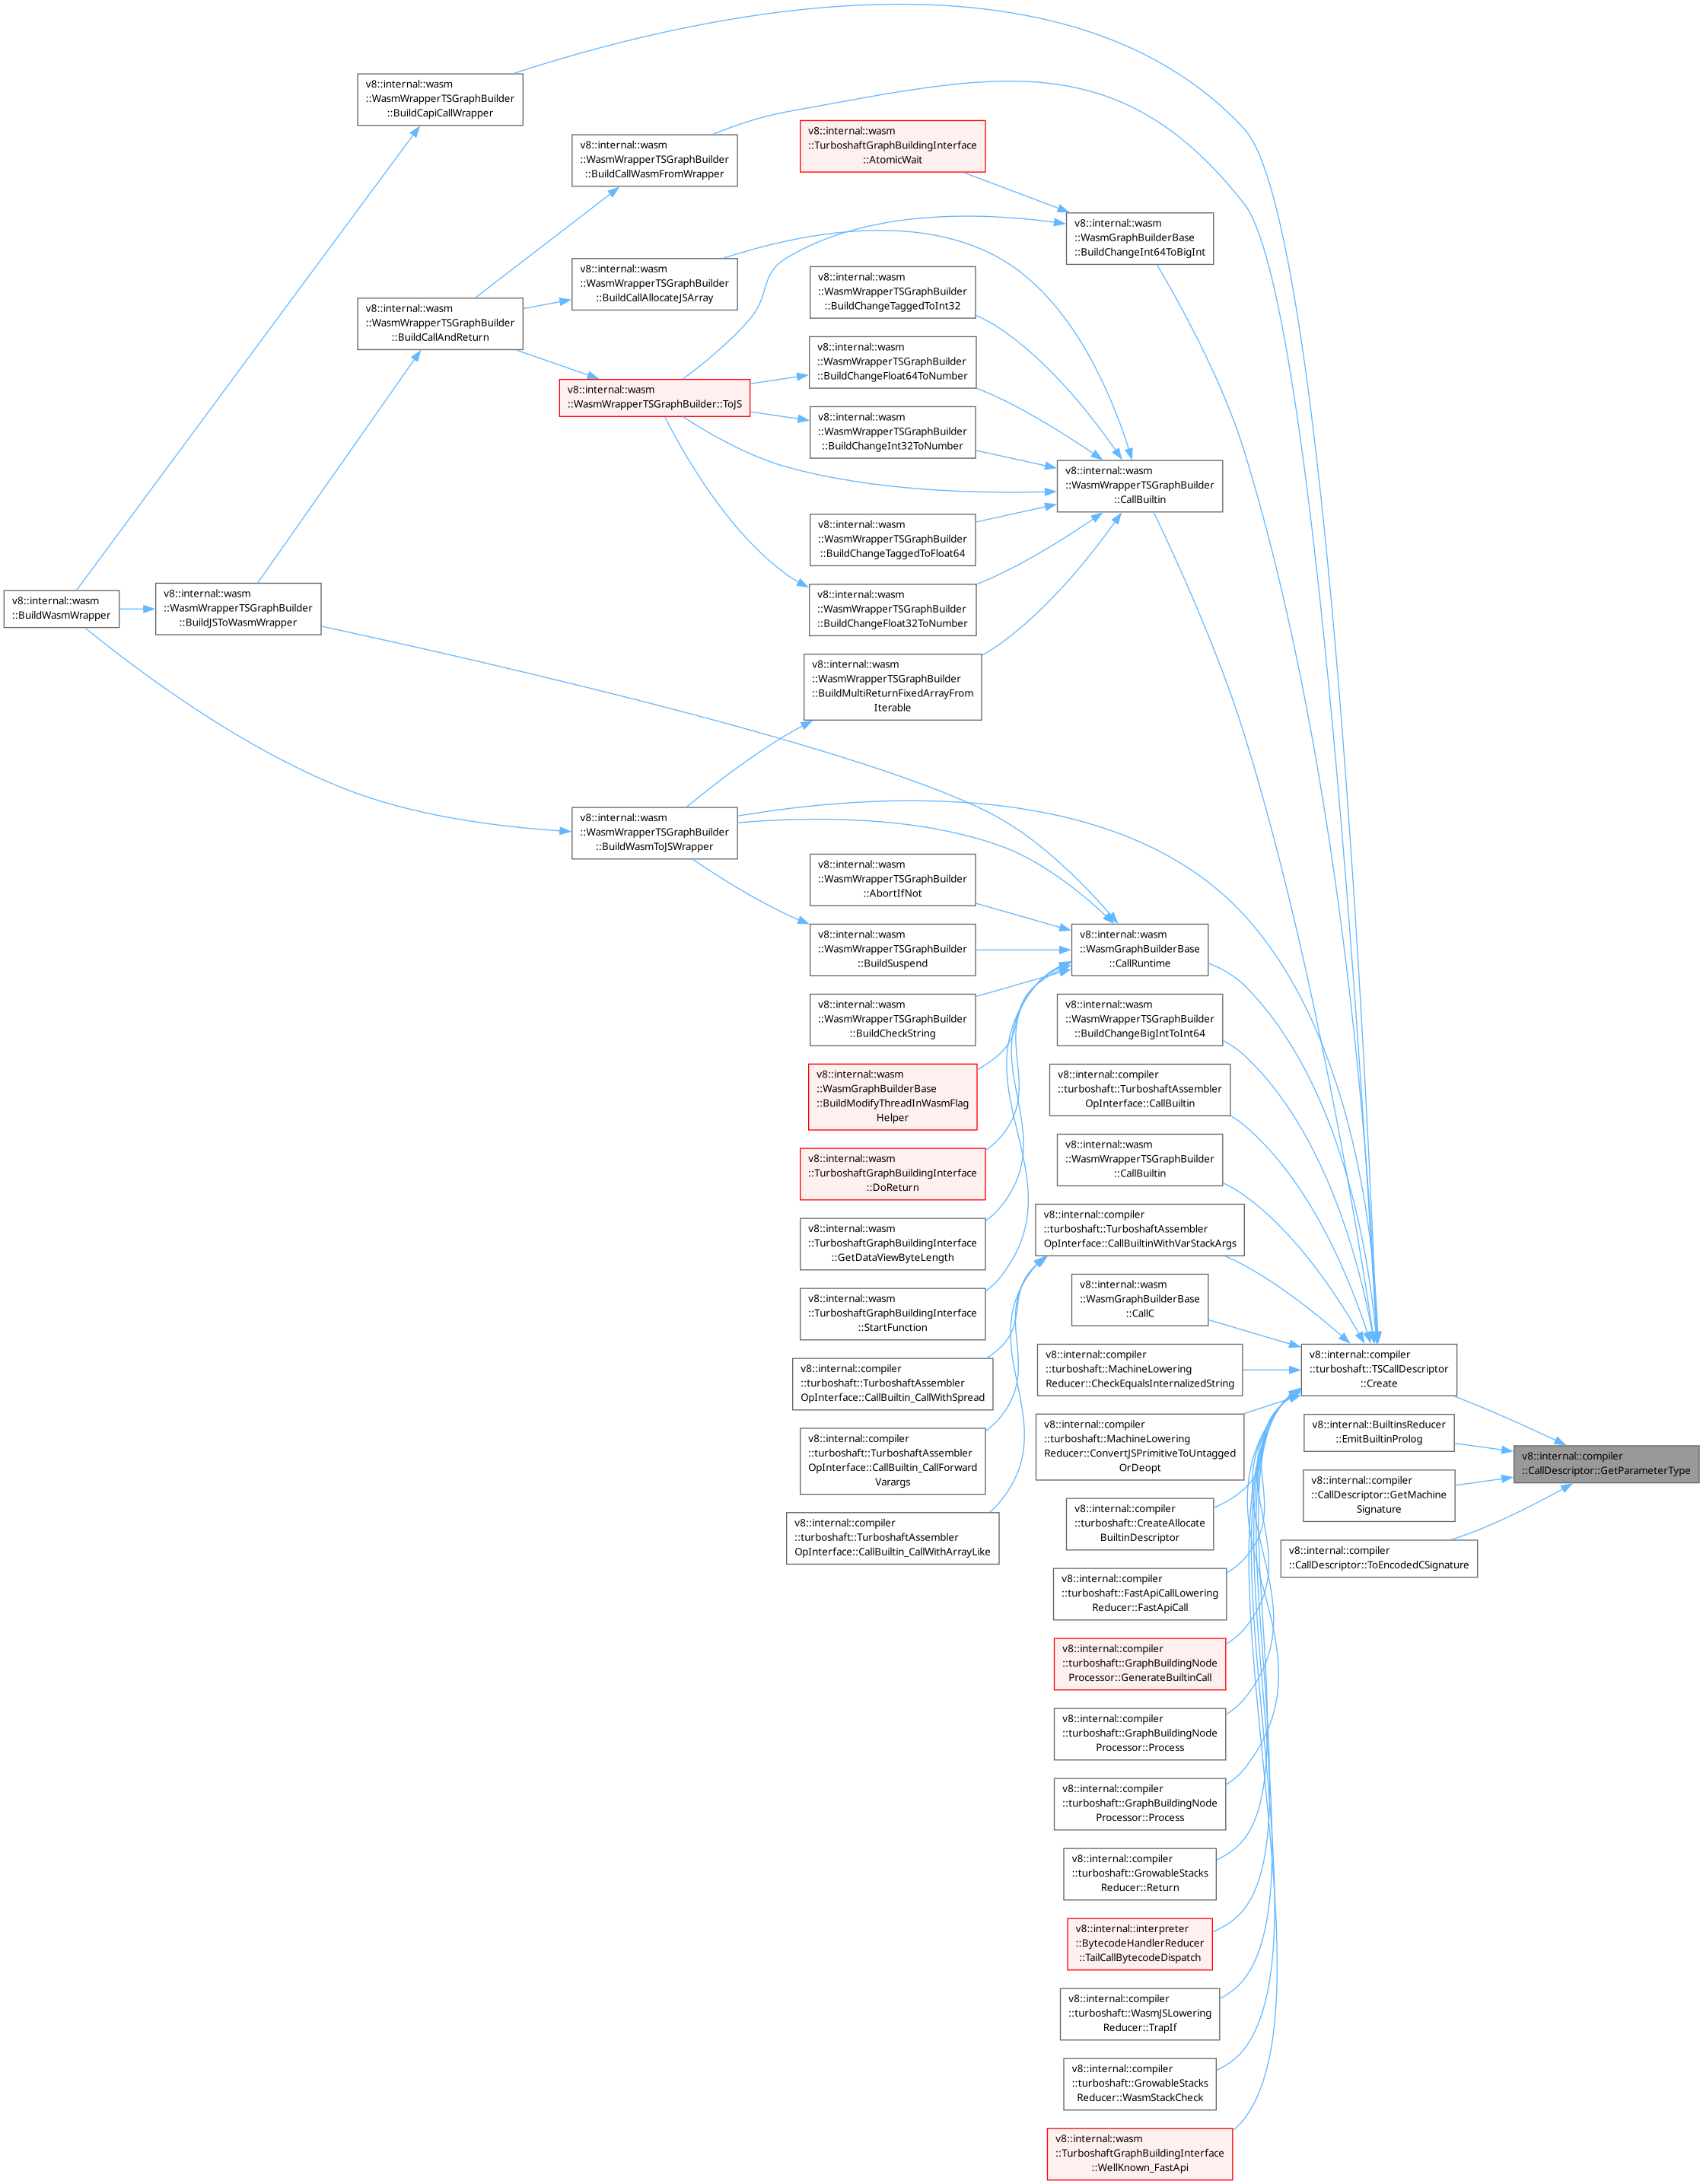 v8::internal::wasm
::WasmWrapperTSGraphBuilder
::BuildCapiCallWrapper
v8::internal::wasm
::WasmWrapperTSGraphBuilder
::BuildCallWasmFromWrapper
v8::internal::wasm
::TurboshaftGraphBuildingInterface
::AtomicWait
v8::internal::wasm
::WasmGraphBuilderBase
::BuildChangeInt64ToBigInt
v8::internal::wasm
::WasmWrapperTSGraphBuilder
::BuildCallAllocateJSArray
v8::internal::wasm
::WasmWrapperTSGraphBuilder
::BuildChangeTaggedToInt32
v8::internal::wasm
::WasmWrapperTSGraphBuilder
::BuildCallAndReturn
v8::internal::wasm
::WasmWrapperTSGraphBuilder
::BuildChangeFloat64ToNumber
v8::internal::wasm
::WasmWrapperTSGraphBuilder::ToJS
v8::internal::wasm
::WasmWrapperTSGraphBuilder
::BuildChangeInt32ToNumber
v8::internal::wasm
::WasmWrapperTSGraphBuilder
::CallBuiltin
v8::internal::wasm
::WasmWrapperTSGraphBuilder
::BuildChangeTaggedToFloat64
v8::internal::wasm
::BuildWasmWrapper
v8::internal::wasm
::WasmWrapperTSGraphBuilder
::BuildJSToWasmWrapper
v8::internal::wasm
::WasmWrapperTSGraphBuilder
::BuildChangeFloat32ToNumber
v8::internal::wasm
::WasmWrapperTSGraphBuilder
::BuildMultiReturnFixedArrayFrom
Iterable
v8::internal::wasm
::WasmWrapperTSGraphBuilder
::BuildWasmToJSWrapper
v8::internal::wasm
::WasmWrapperTSGraphBuilder
::AbortIfNot
v8::internal::wasm
::WasmWrapperTSGraphBuilder
::BuildSuspend
v8::internal::wasm
::WasmGraphBuilderBase
::CallRuntime
v8::internal::wasm
::WasmWrapperTSGraphBuilder
::BuildCheckString
v8::internal::wasm
::WasmWrapperTSGraphBuilder
::BuildChangeBigIntToInt64
v8::internal::wasm
::WasmGraphBuilderBase
::BuildModifyThreadInWasmFlag
Helper
v8::internal::compiler
::turboshaft::TurboshaftAssembler
OpInterface::CallBuiltin
v8::internal::wasm
::TurboshaftGraphBuildingInterface
::DoReturn
v8::internal::wasm
::WasmWrapperTSGraphBuilder
::CallBuiltin
v8::internal::wasm
::TurboshaftGraphBuildingInterface
::GetDataViewByteLength
v8::internal::compiler
::turboshaft::TurboshaftAssembler
OpInterface::CallBuiltinWithVarStackArgs
v8::internal::wasm
::TurboshaftGraphBuildingInterface
::StartFunction
v8::internal::wasm
::WasmGraphBuilderBase
::CallC
v8::internal::compiler
::turboshaft::TurboshaftAssembler
OpInterface::CallBuiltin_CallWithSpread
v8::internal::compiler
::turboshaft::MachineLowering
Reducer::CheckEqualsInternalizedString
v8::internal::compiler
::turboshaft::TSCallDescriptor
::Create
v8::internal::compiler
::turboshaft::TurboshaftAssembler
OpInterface::CallBuiltin_CallForward
Varargs
v8::internal::compiler
::turboshaft::MachineLowering
Reducer::ConvertJSPrimitiveToUntagged
OrDeopt
v8::internal::BuiltinsReducer
::EmitBuiltinProlog
v8::internal::compiler
::CallDescriptor::GetParameterType
v8::internal::compiler
::CallDescriptor::GetMachine
Signature
v8::internal::compiler
::turboshaft::TurboshaftAssembler
OpInterface::CallBuiltin_CallWithArrayLike
v8::internal::compiler
::turboshaft::CreateAllocate
BuiltinDescriptor
v8::internal::compiler
::CallDescriptor::ToEncodedCSignature
v8::internal::compiler
::turboshaft::FastApiCallLowering
Reducer::FastApiCall
v8::internal::compiler
::turboshaft::GraphBuildingNode
Processor::GenerateBuiltinCall
v8::internal::compiler
::turboshaft::GraphBuildingNode
Processor::Process
v8::internal::compiler
::turboshaft::GraphBuildingNode
Processor::Process
v8::internal::compiler
::turboshaft::GrowableStacks
Reducer::Return
v8::internal::interpreter
::BytecodeHandlerReducer
::TailCallBytecodeDispatch
v8::internal::compiler
::turboshaft::WasmJSLowering
Reducer::TrapIf
v8::internal::compiler
::turboshaft::GrowableStacks
Reducer::WasmStackCheck
v8::internal::wasm
::TurboshaftGraphBuildingInterface
::WellKnown_FastApi